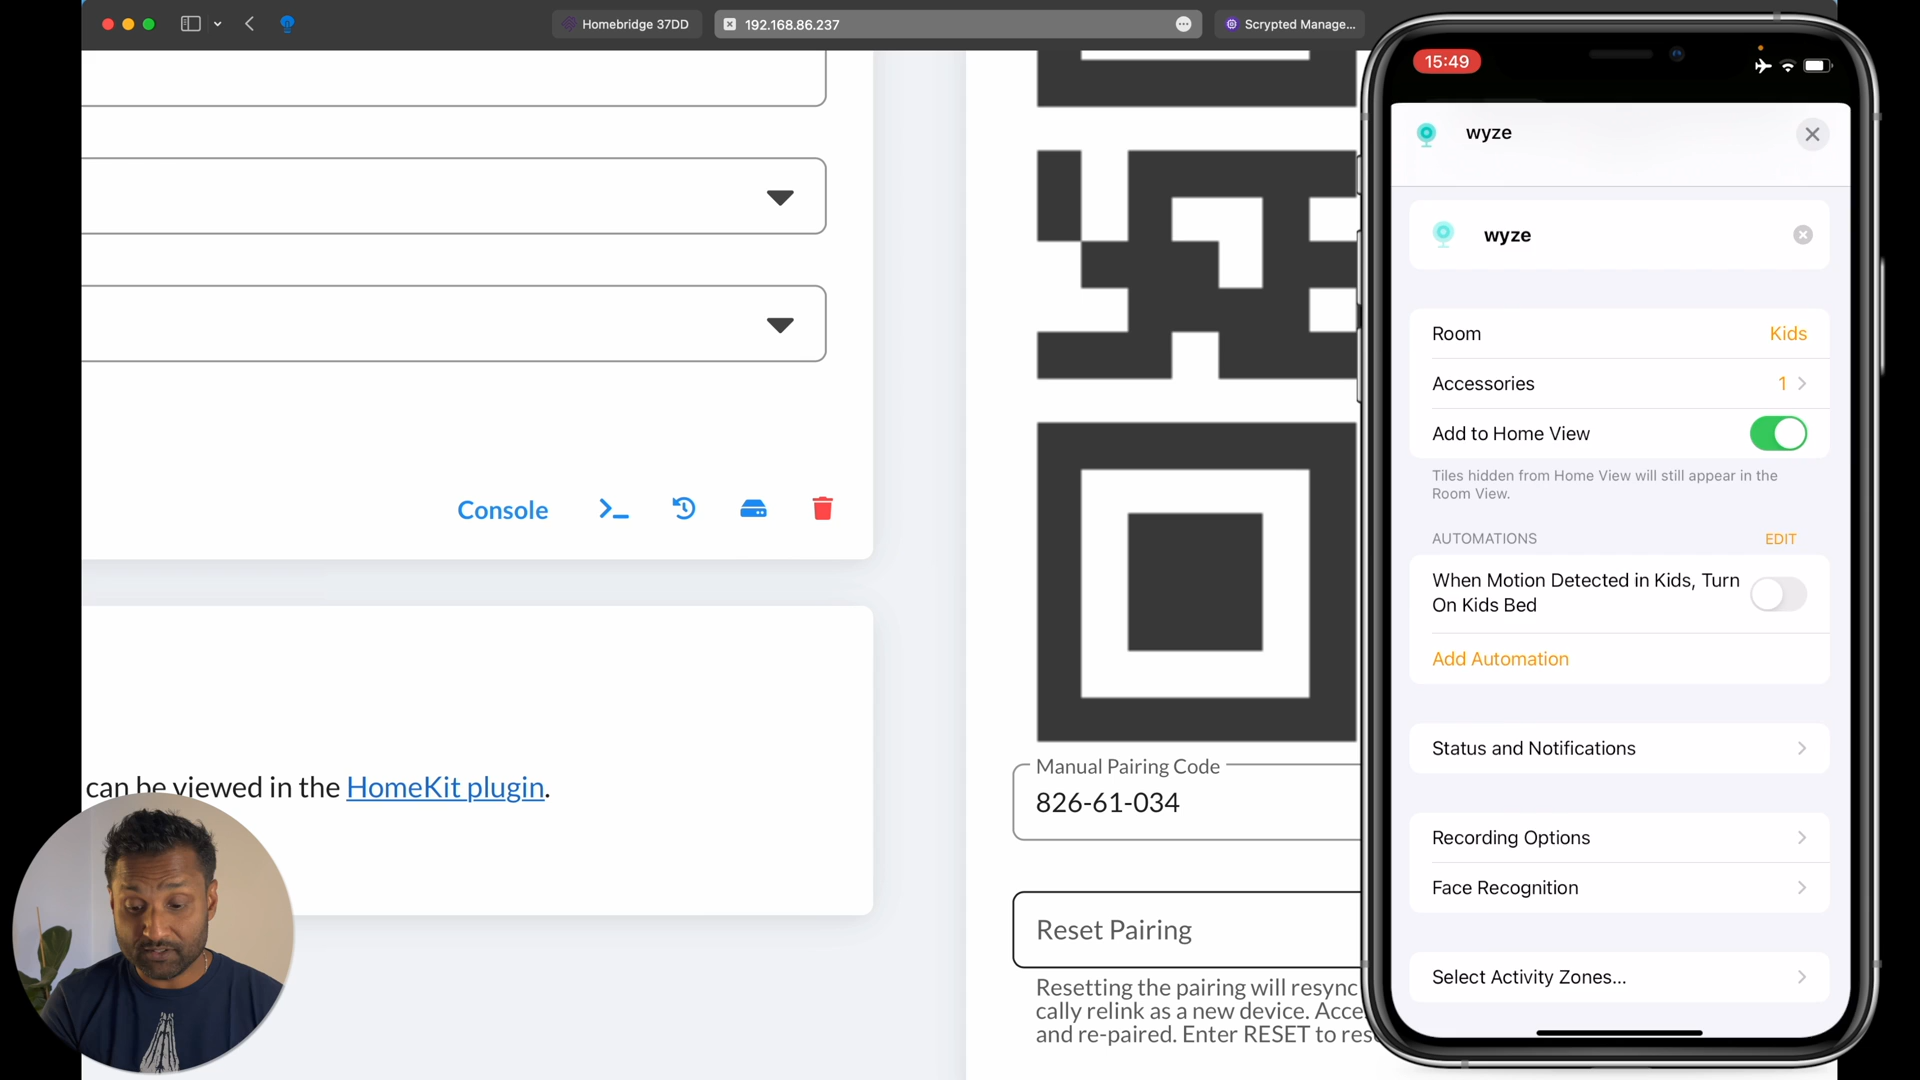 Homebridge 37DD
192.168.86.237
Scrypted Manage...
Console
can be viewed in the HomeKit plugin.
Manual Pairing Code
826-61-034
Reset Pairing
Resetting the pairing will resync
cally relink as a new device. Acce
and re-paired. Enter RESET to res
15:49
wyze
wyze
Room
Kids
Accessories
1
Add to Home View
Tiles hidden from Home View will still appear in the
Room View.
AUTOMATIONS
EDIT
When Motion Detected in Kids, Turn
On Kids Bed
Add Automation
Status and Notifications
Recording Options
Face Recognition
Select Activity Zones...